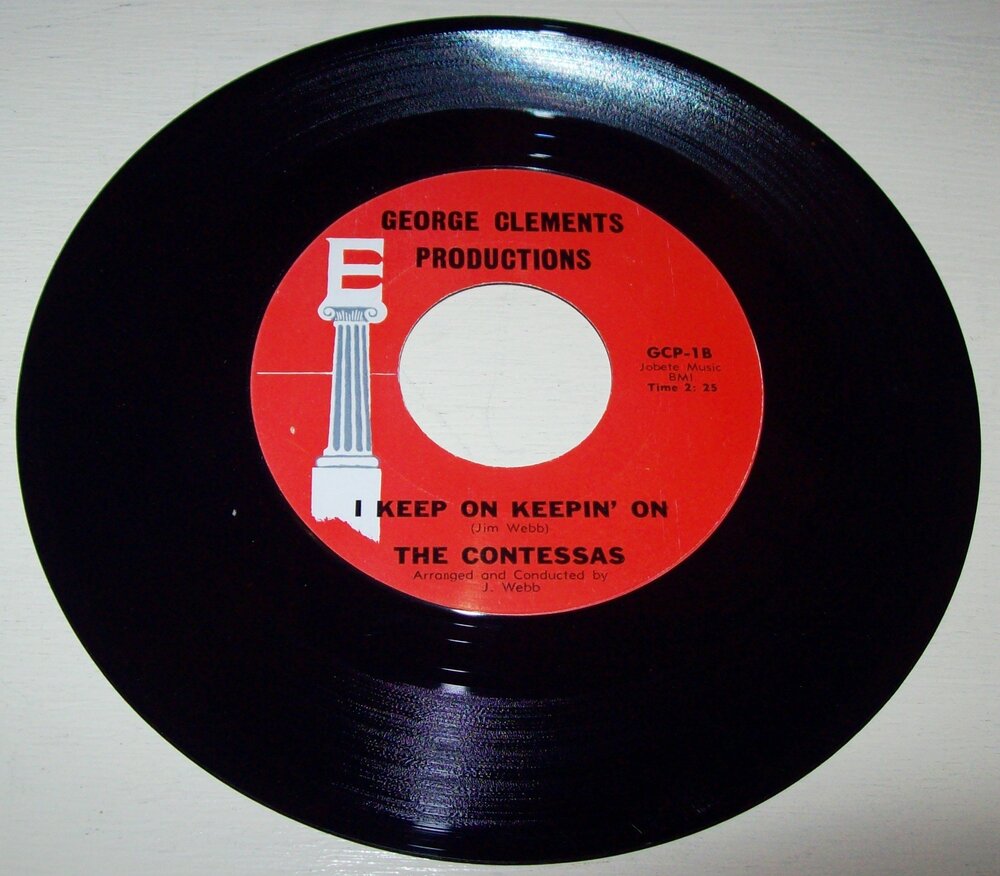 GEORGE CLEMENTS
PRODUCTIONS
E
GCP-1B
Jobete Music
BMI
Time 2: 25
I KEEP ON KEEPIN' ON
(Jim Webb)
THE CONTESSAS
Arranged and Conducted by
J. Webb